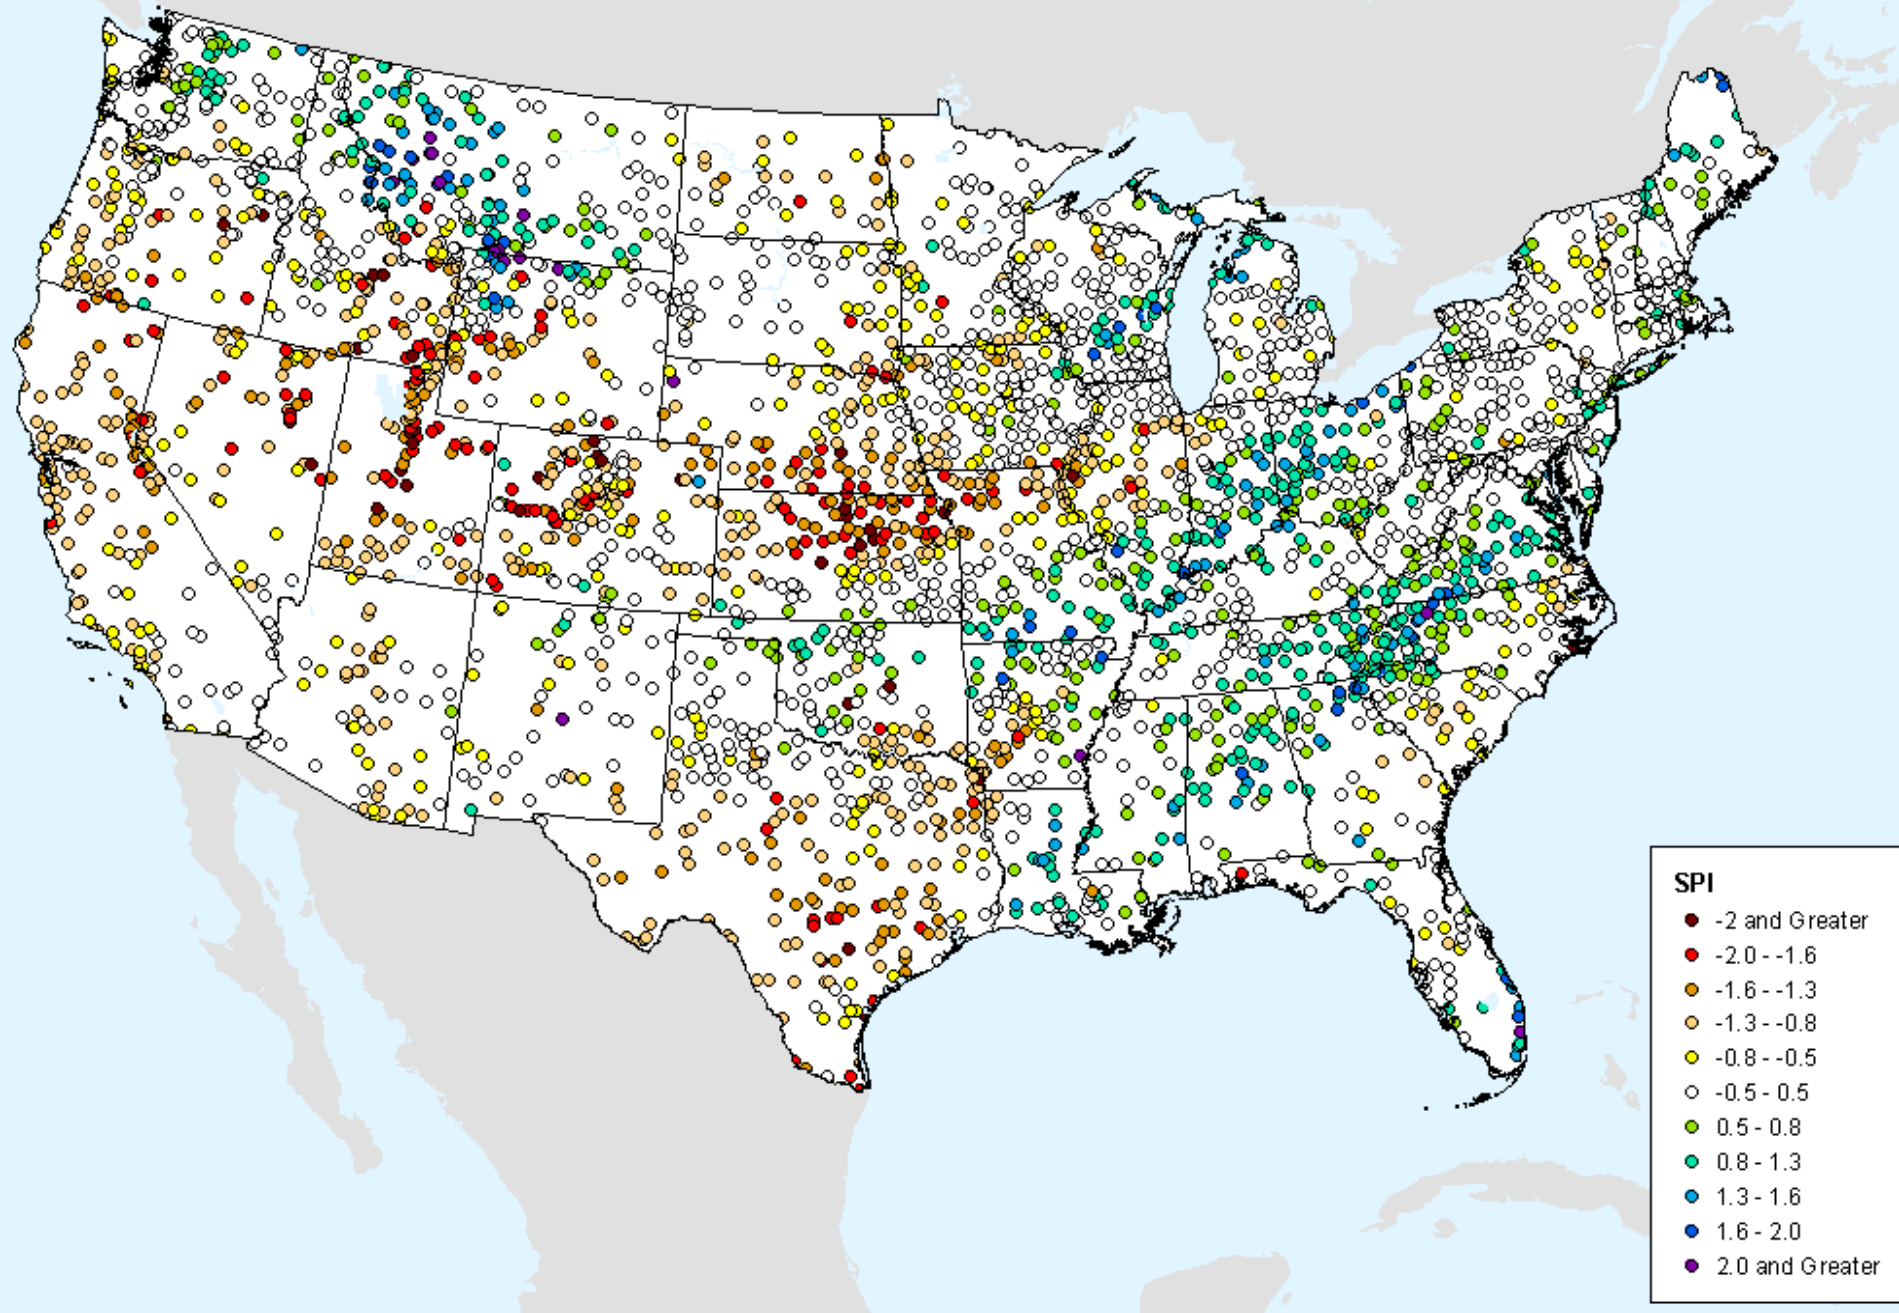 SPI
-2 and Greater
-2.0 - -1.6
-1.6 - -1.3
-1.3 - -0.8
-0.8 - -0.5
-0.5 - 0.5
0.5 - 0.8
0.8 - 1.3
1.3 - 1.6
1.6 - 2.0
2.0 and Greater